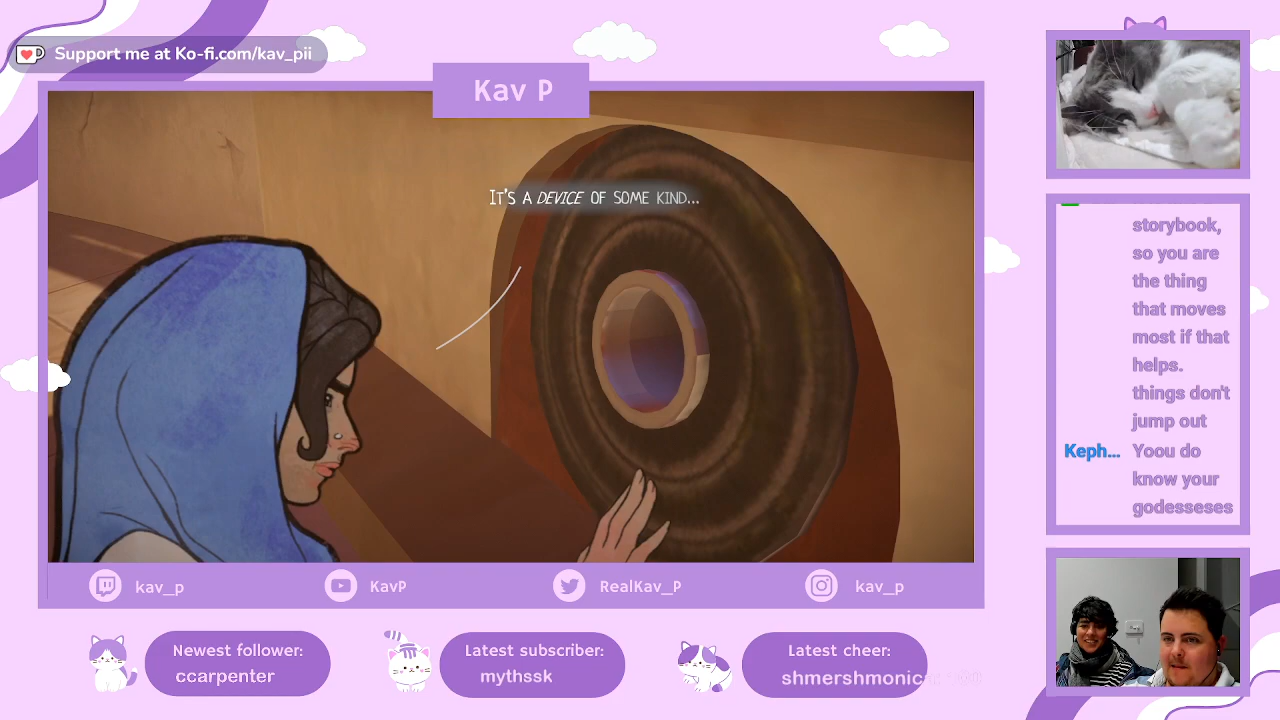 Support me at Ko-fi.com/kav_pii
Kav P
IT'S A DEVICE OF SOME KIND...
storybook,
so you are
the thing
that moves
most if that
helps.
things don't
jump out
Keph... Yoou do
know your
godesseses
kav_p
KavP
RealKav_P
kav_p
Newest follower:
ccarpenter
Latest subscriber:
mythssk
Latest cheer:
shmershmonica: